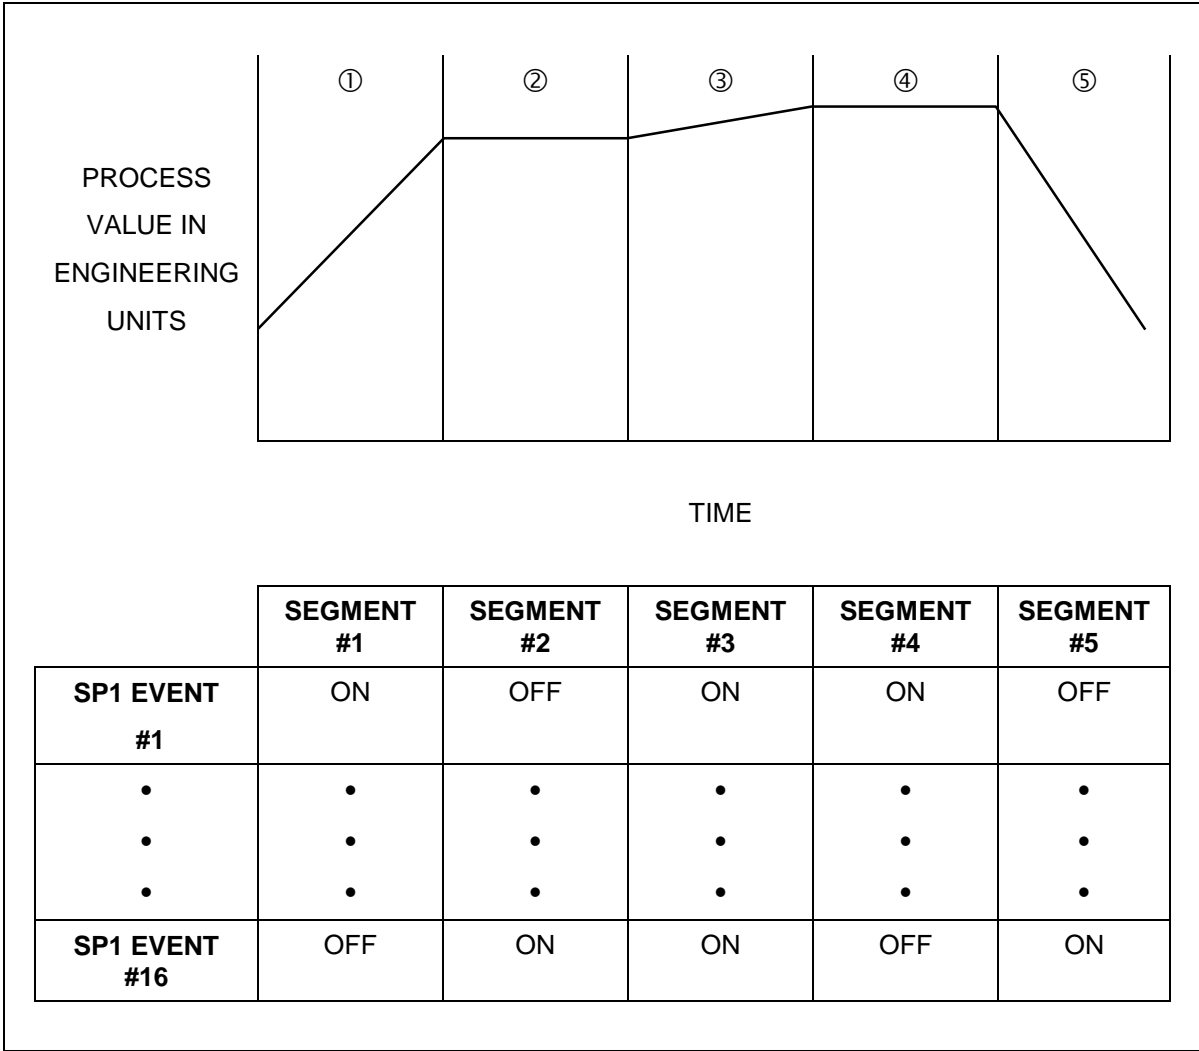 ① ② ③ ④ ⑤
PROCESS
VALUE IN
ENGINEERING
UNITS
TIME
SEGMENT #1 SEGMENT #2 SEGMENT #3 SEGMENT #4 SEGMENT #5
SP1 EVENT #1 ON OFF ON ON OFF
• • • • • •
• • • • • •
• • • • • •
SP1 EVENT #16 OFF ON ON OFF ON